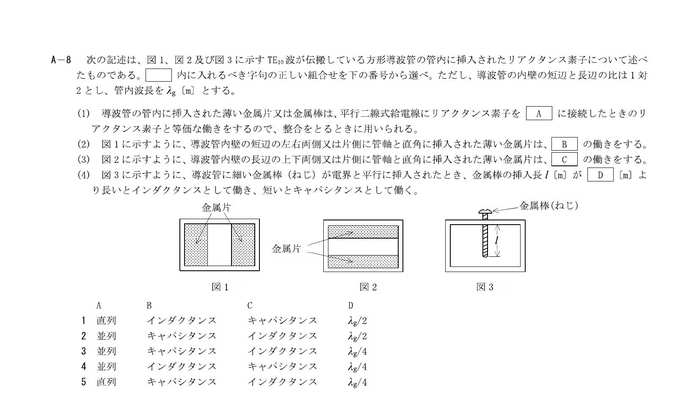 A－8 次の記述は、図1、図2及び図3に示すTE₁₀波が伝搬している方形導波管の管内に挿入されたリアクタンス素子について述べ
たものである。 内に入れるべき字句の正しい組合せを下の番号から選べ。ただし、導波管の内壁の短辺と長辺の比は1対
2とし、管内波長をλg〔m〕とする。
(1) 導波管の管内に挿入された薄い金属片又は金属棒は、平行二線式給電線にリアクタンス素子を A に接続したときのリ
アクタンス素子と等価な働きをするので、整合をとるときに用いられる。
(2) 図1に示すように、導波管内壁の短辺の左右両側又は片側に管軸と直角に挿入された薄い金属片は、 B の働きをする。
(3) 図2に示すように、導波管内壁の長辺の上下両側又は片側に管軸と直角に挿入された薄い金属片は、 C の働きをする。
(4) 図3に示すように、導波管に細い金属棒（ねじ）が電界と平行に挿入されたとき、金属棒の挿入長l〔m〕が D 〔m〕よ
り長いとインダクタンスとして働き、短いとキャパシタンスとして働く。
金属片
金属片
金属棒(ねじ)
l
図1
図2
図3
A B C D
1 直列 インダクタンス キャパシタンス λg/2
2 並列 キャパシタンス インダクタンス λg/2
3 並列 キャパシタンス インダクタンス λg/4
4 並列 インダクタンス キャパシタンス λg/4
5 直列 キャパシタンス インダクタンス λg/4